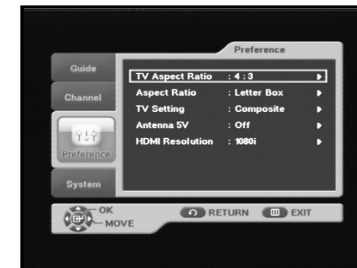 Preference
Guide
Channel
Preference
System
TV Aspect Ratio : 4 : 3
Aspect Ratio : Letter Box
TV Setting : Composite
Antenna 5V : Off
HDMI Resolution : 1080i
OK
MOVE
RETURN
EXIT